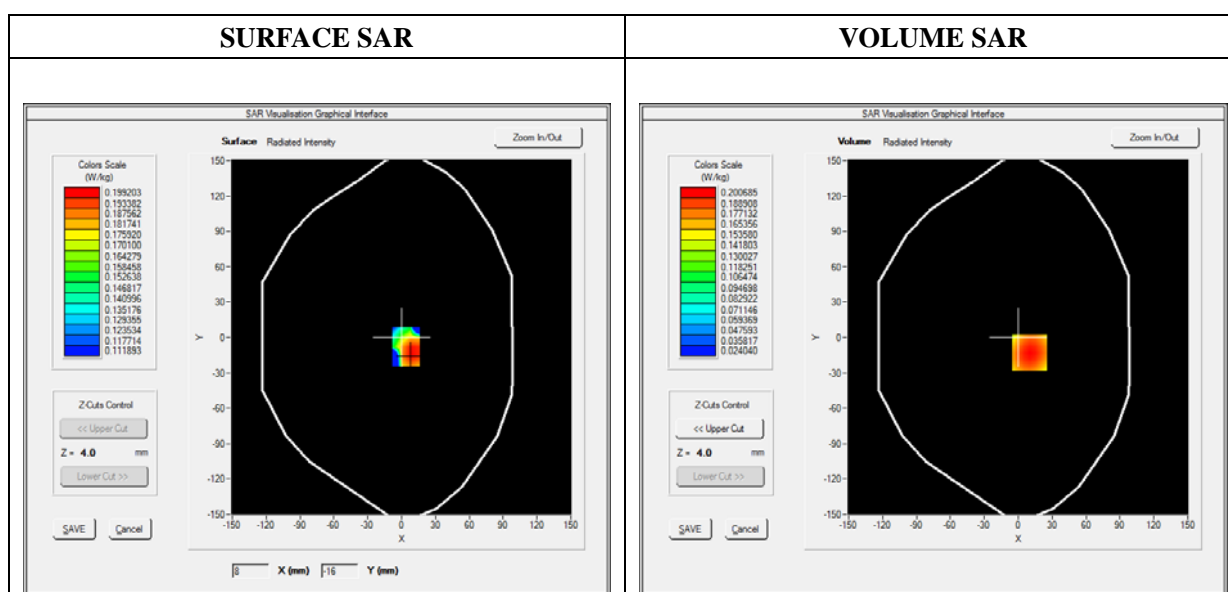 SURFACE SAR
VOLUME SAR
SAR Visualisation Graphical Interface
Surface Radiated Intensity
Zoom In/Out
Colors Scale
(W/kg)
0.199203
0.193382
0.187562
0.181741
0.175920
0.170100
0.164279
0.158458
0.152638
0.146817
0.140996
0.135176
0.129355
0.123534
0.117714
0.111893
150
120
90
60
30
0
-30
-60
-90
-120
-150
Y
-150 -120 -90 -60 -30 0 30 60 90 120 150
X
Z-Cuts Control
<< Upper Cut
Z = 4.0 mm
Lower Cut >>
SAVE Cancel
8 X (mm) -16 Y (mm)
SAR Visualisation Graphical Interface
Volume Radiated Intensity
Zoom In/Out
Colors Scale
(W/kg)
0.200685
0.188908
0.177132
0.165356
0.153580
0.141803
0.130027
0.118251
0.106474
0.094698
0.082922
0.071146
0.059369
0.047593
0.035817
0.024040
150
120
90
60
30
0
-30
-60
-90
-120
-150
Y
-150 -120 -90 -60 -30 0 30 60 90 120 150
X
Z-Cuts Control
<< Upper Cut
Z = 4.0 mm
Lower Cut >>
SAVE Cancel